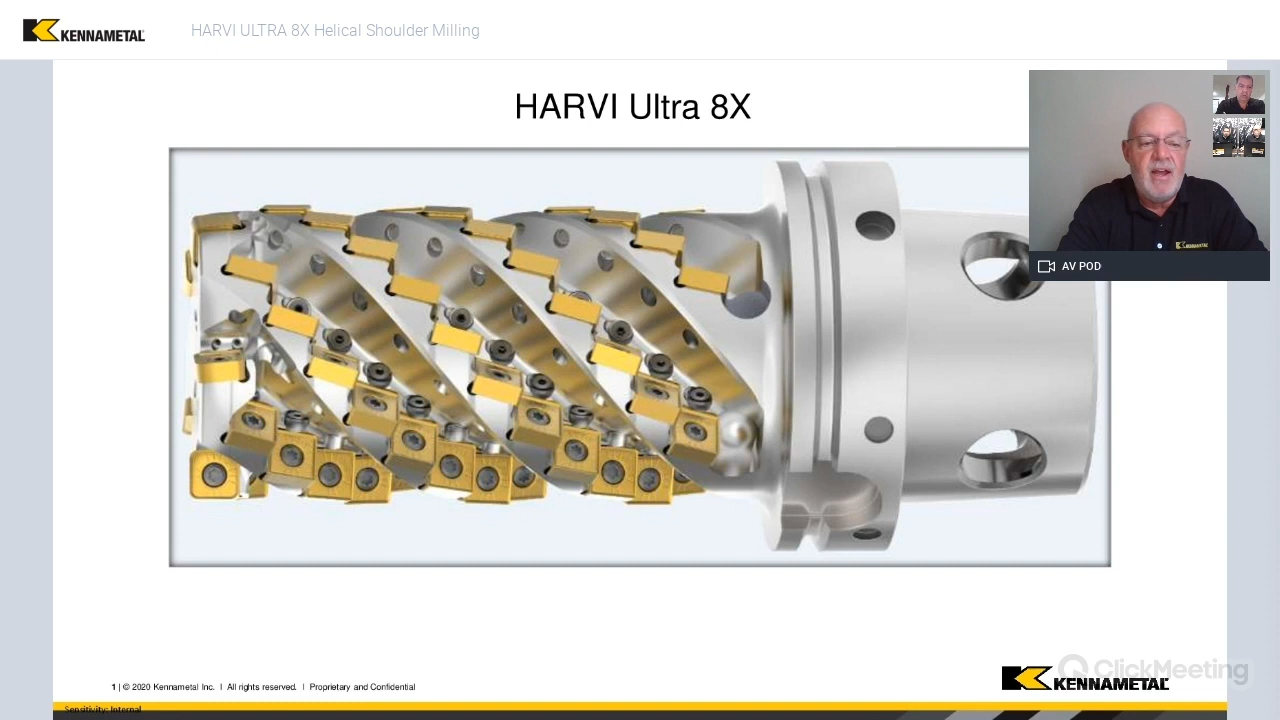 KENNAMETAL
HARVI ULTRA 8X Helical Shoulder Milling
HARVI Ultra 8X
AV POD
1 | © 2020 Kennametal Inc. I All rights reserved. I Proprietary and Confidential
KENNAMETAL
ClickMeeting
Sensitivity: Internal